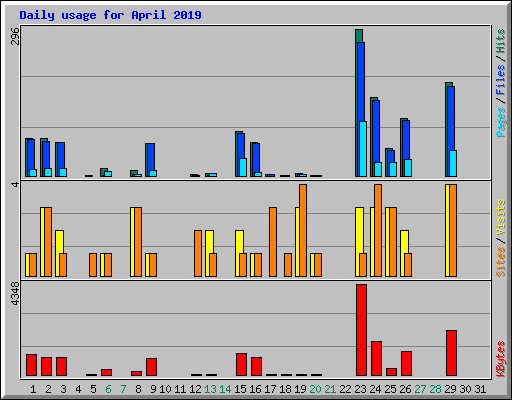 Daily usage for April 2019
296
Pages / Files / Hits
4
Sites / Visits
4348
KBytes
1 2 3 4 5 6 7 8 9 10 11 12 13 14 15 16 17 18 19 20 21 22 23 24 25 26 27 28 29 30 31